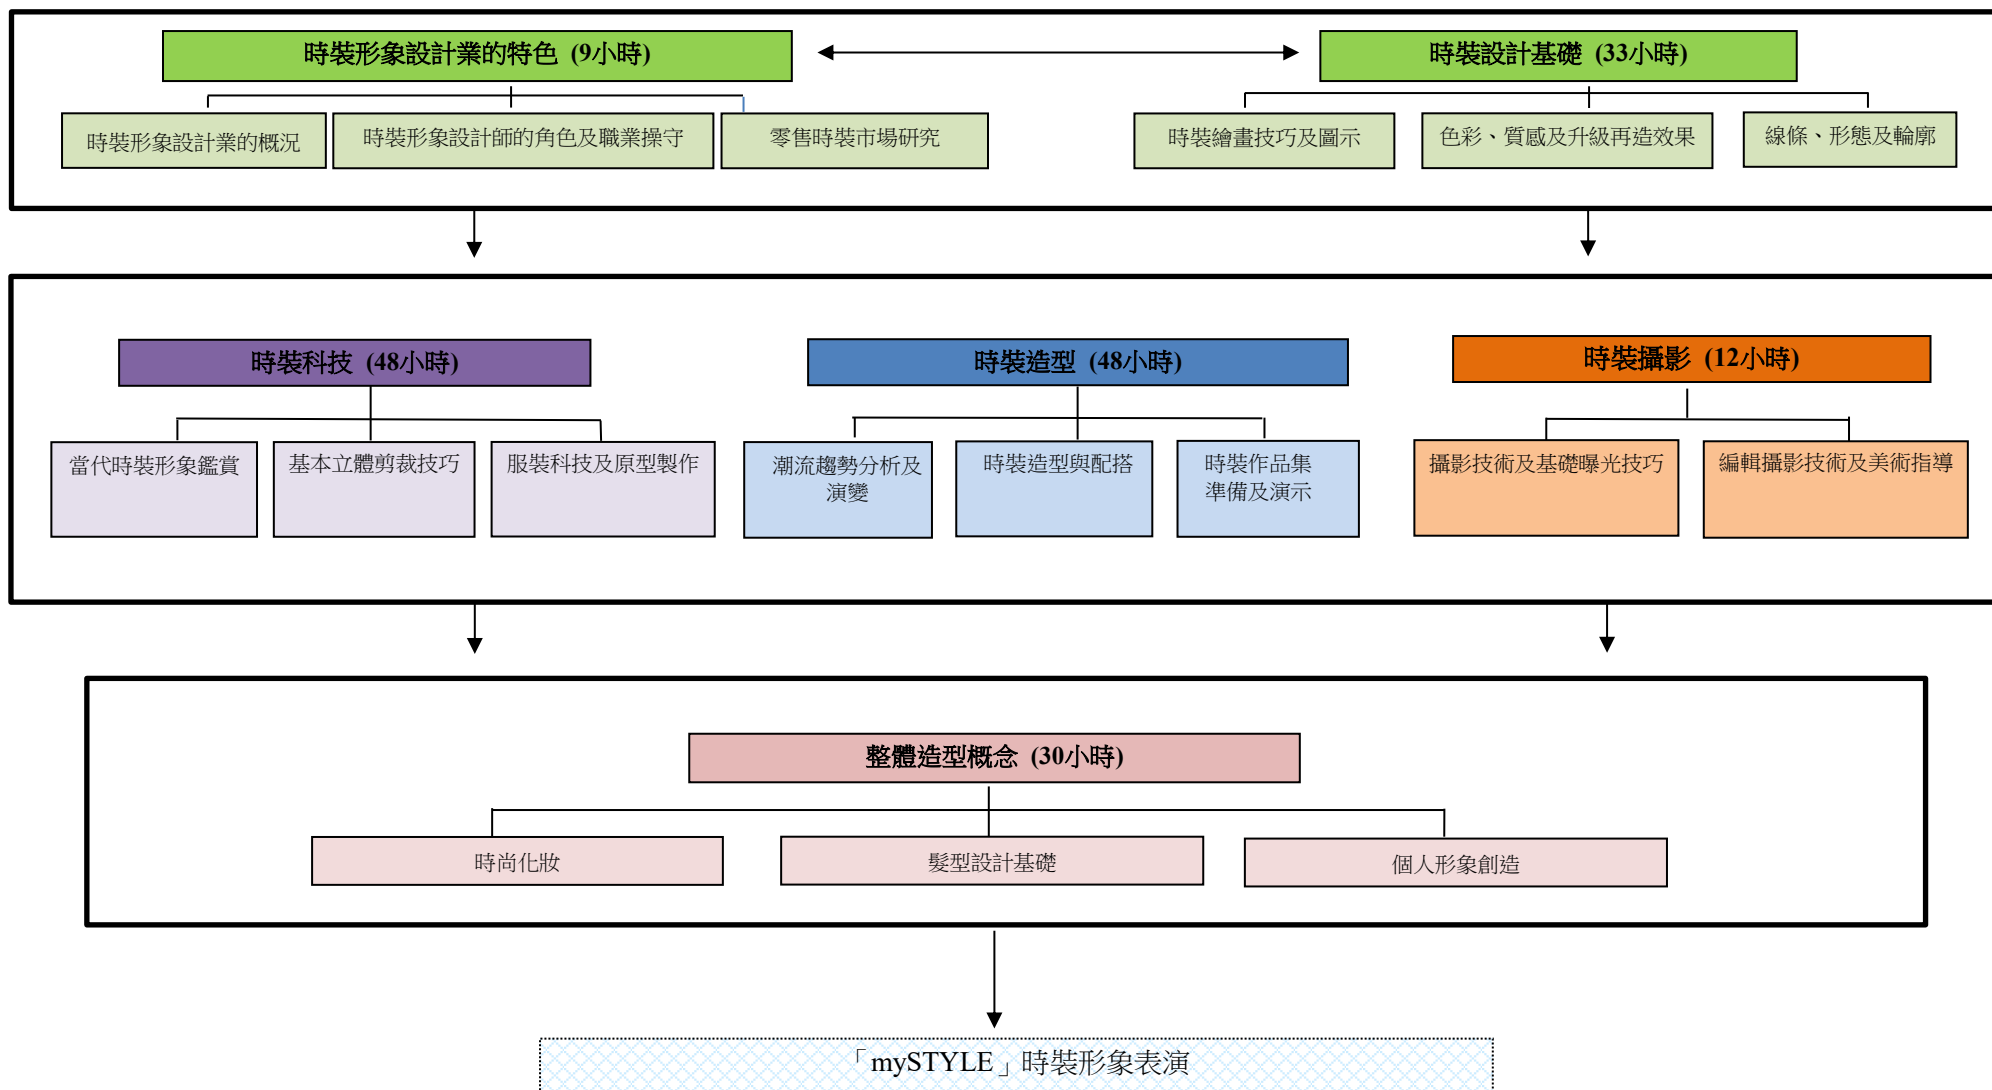 時裝形象設計業的特色 (9小時)
時裝設計基礎 (33小時)
時裝形象設計業的概況
時裝形象設計師的角色及職業操守
零售時裝市場研究
時裝繪畫技巧及圖示
色彩、質感及升級再造效果
線條、形態及輪廓
時裝科技 (48小時)
時裝造型 (48小時)
時裝攝影 (12小時)
當代時裝形象鑑賞
基本立體剪裁技巧
服裝科技及原型製作
潮流趨勢分析及
演變
時裝造型與配搭
時裝作品集
準備及演示
攝影技術及基礎曝光技巧
編輯攝影技術及美術指導
整體造型概念 (30小時)
時尚化妝
髮型設計基礎
個人形象創造
「mySTYLE」時裝形象表演